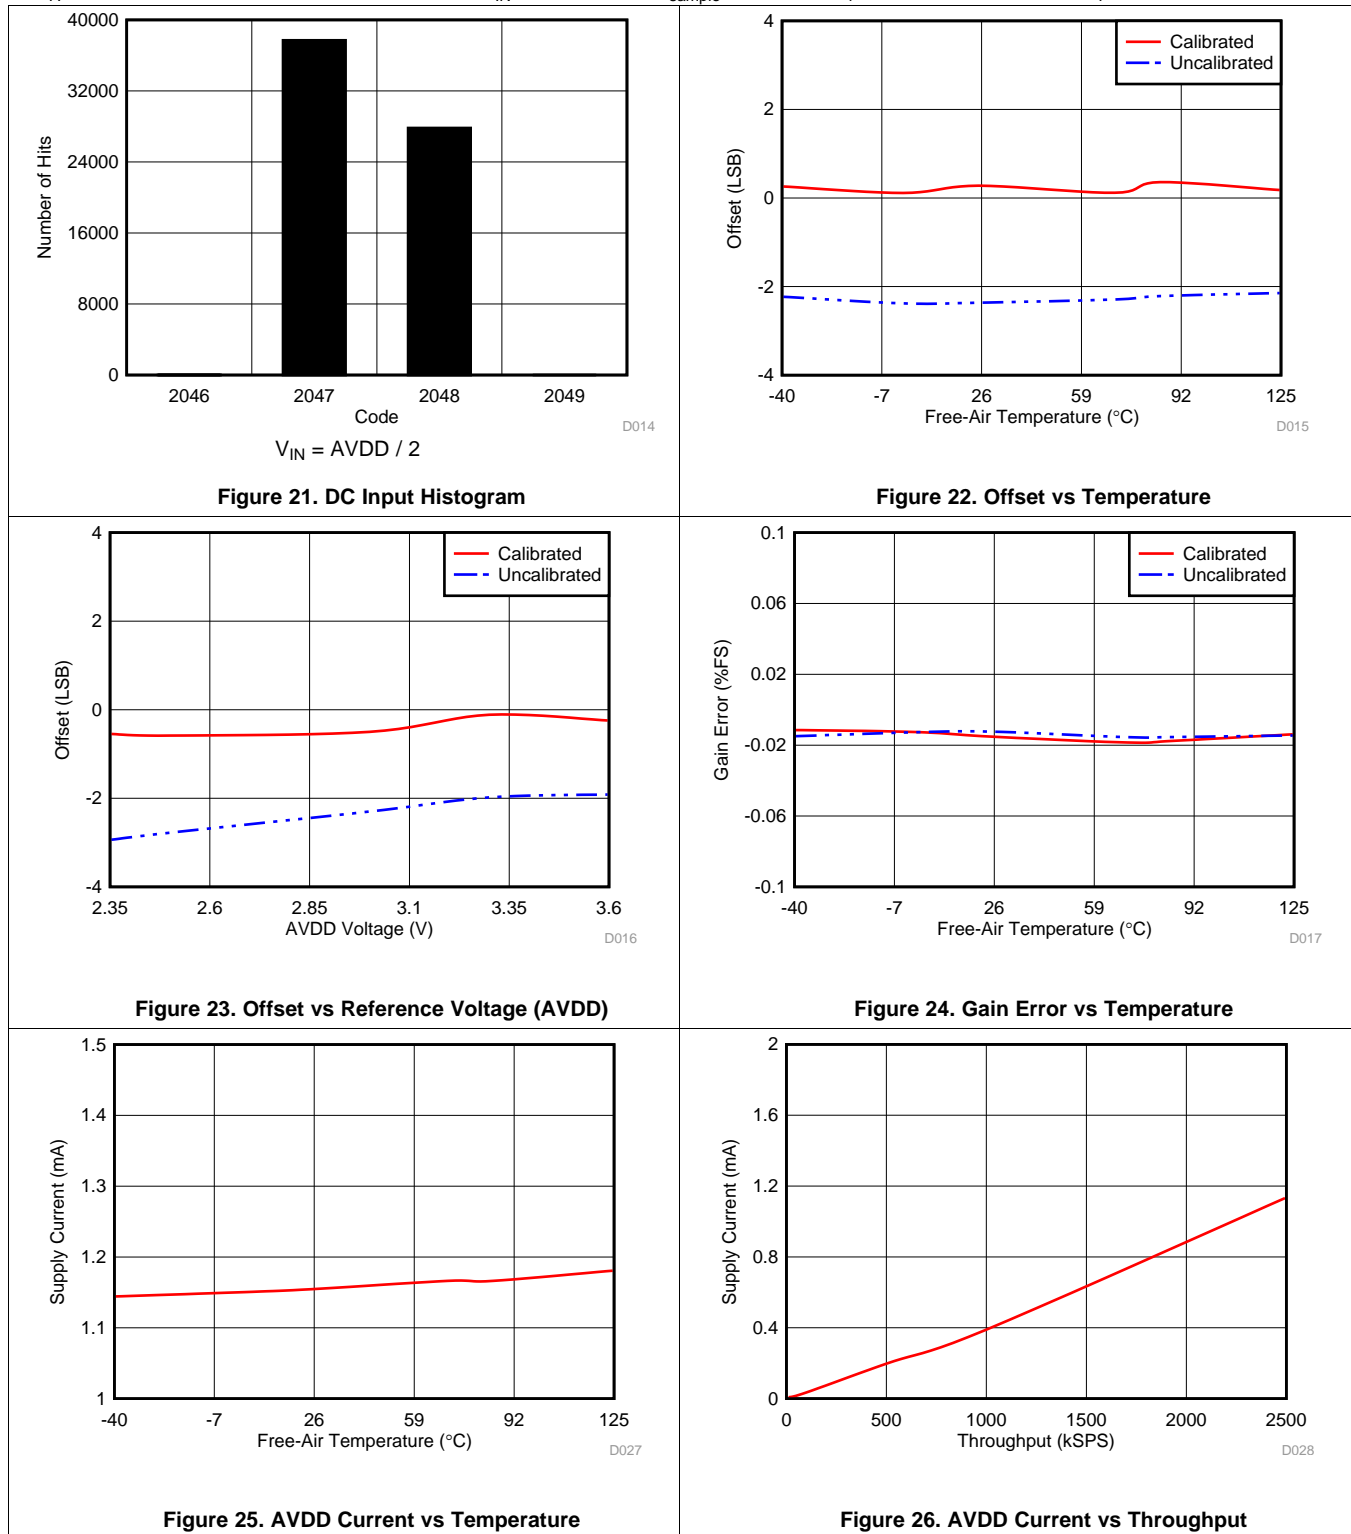 40000
32000
24000
16000
8000
0
Number of Hits
2046 2047 2048 2049
Code
D014
VIN = AVDD / 2
Figure 21. DC Input Histogram
4
2
0
-2
-4
Offset (LSB)
Calibrated
Uncalibrated
-40 -7 26 59 92 125
Free-Air Temperature (°C)
D015
Figure 22. Offset vs Temperature
4
2
0
-2
-4
Offset (LSB)
Calibrated
Uncalibrated
2.35 2.6 2.85 3.1 3.35 3.6
AVDD Voltage (V)
D016
Figure 23. Offset vs Reference Voltage (AVDD)
0.1
0.06
0.02
-0.02
-0.06
-0.1
Gain Error (%FS)
Calibrated
Uncalibrated
-40 -7 26 59 92 125
Free-Air Temperature (°C)
D017
Figure 24. Gain Error vs Temperature
1.5
1.4
1.3
1.2
1.1
1
Supply Current (mA)
-40 -7 26 59 92 125
Free-Air Temperature (°C)
D027
Figure 25. AVDD Current vs Temperature
2
1.6
1.2
0.8
0.4
0
Supply Current (mA)
0 500 1000 1500 2000 2500
Throughput (kSPS)
D028
Figure 26. AVDD Current vs Throughput